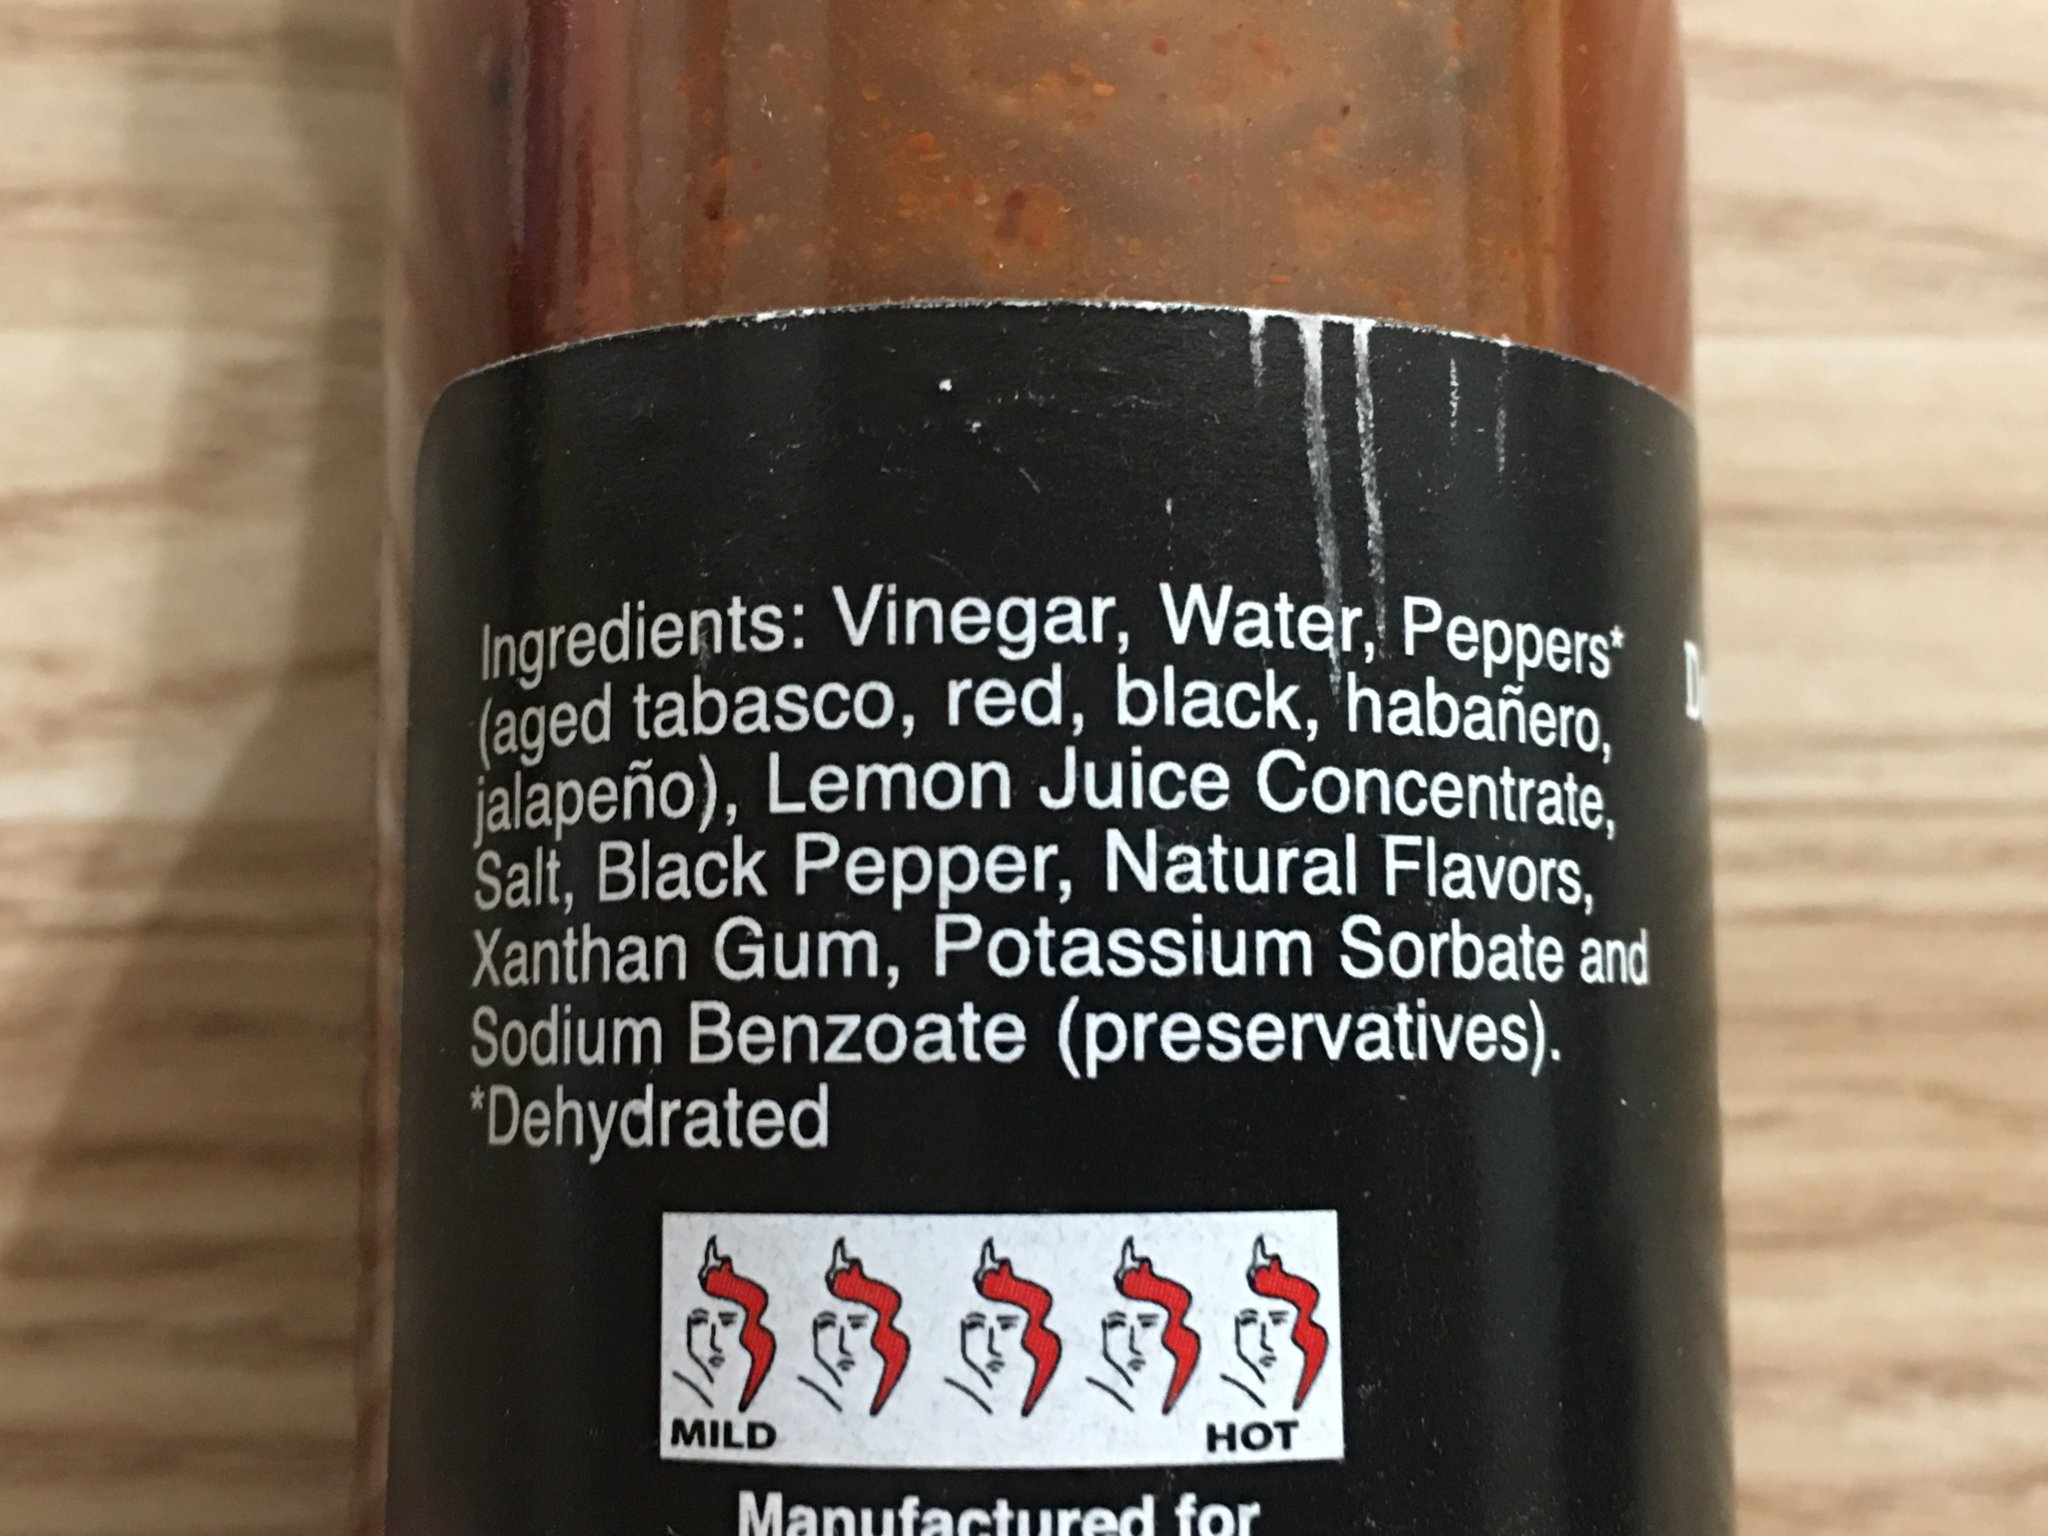 Ingredients: Vinegar, Water, Peppers*
(aged tabasco, red, black, habañero,
jalapeño), Lemon Juice Concentrate,
Salt, Black Pepper, Natural Flavors,
Xanthan Gum, Potassium Sorbate and
Sodium Benzoate (preservatives).
*Dehydrated
MILD HOT
Manufactured for